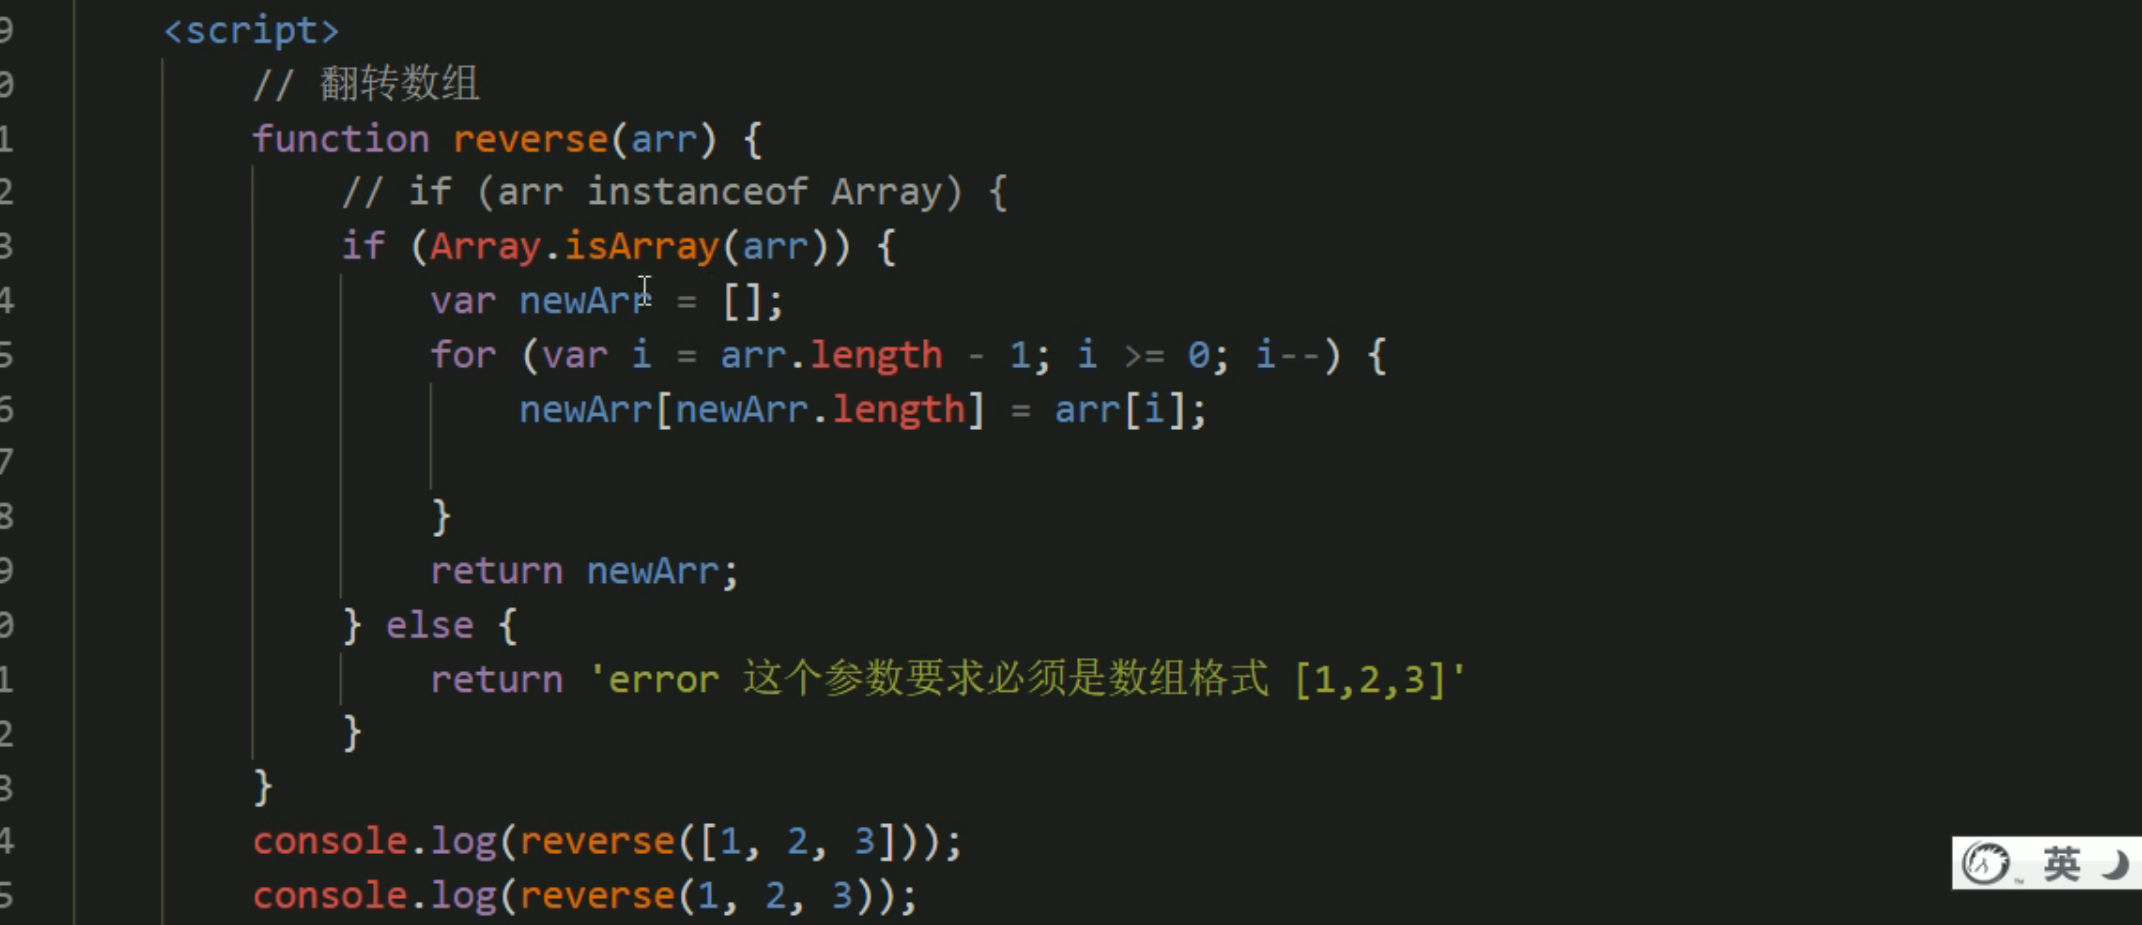 9 <script>
0 // 翻转数组
1 function reverse(arr) {
2 // if (arr instanceof Array) {
3 if (Array.isArray(arr)) {
4 var newArr = [];
5 for (var i = arr.length - 1; i >= 0; i--) {
6 newArr[newArr.length] = arr[i];
7
8 }
9 return newArr;
0 } else {
1 return 'error 这个参数要求必须是数组格式 [1,2,3]'
2 }
3 }
4 console.log(reverse([1, 2, 3]));
5 console.log(reverse(1, 2, 3));
英